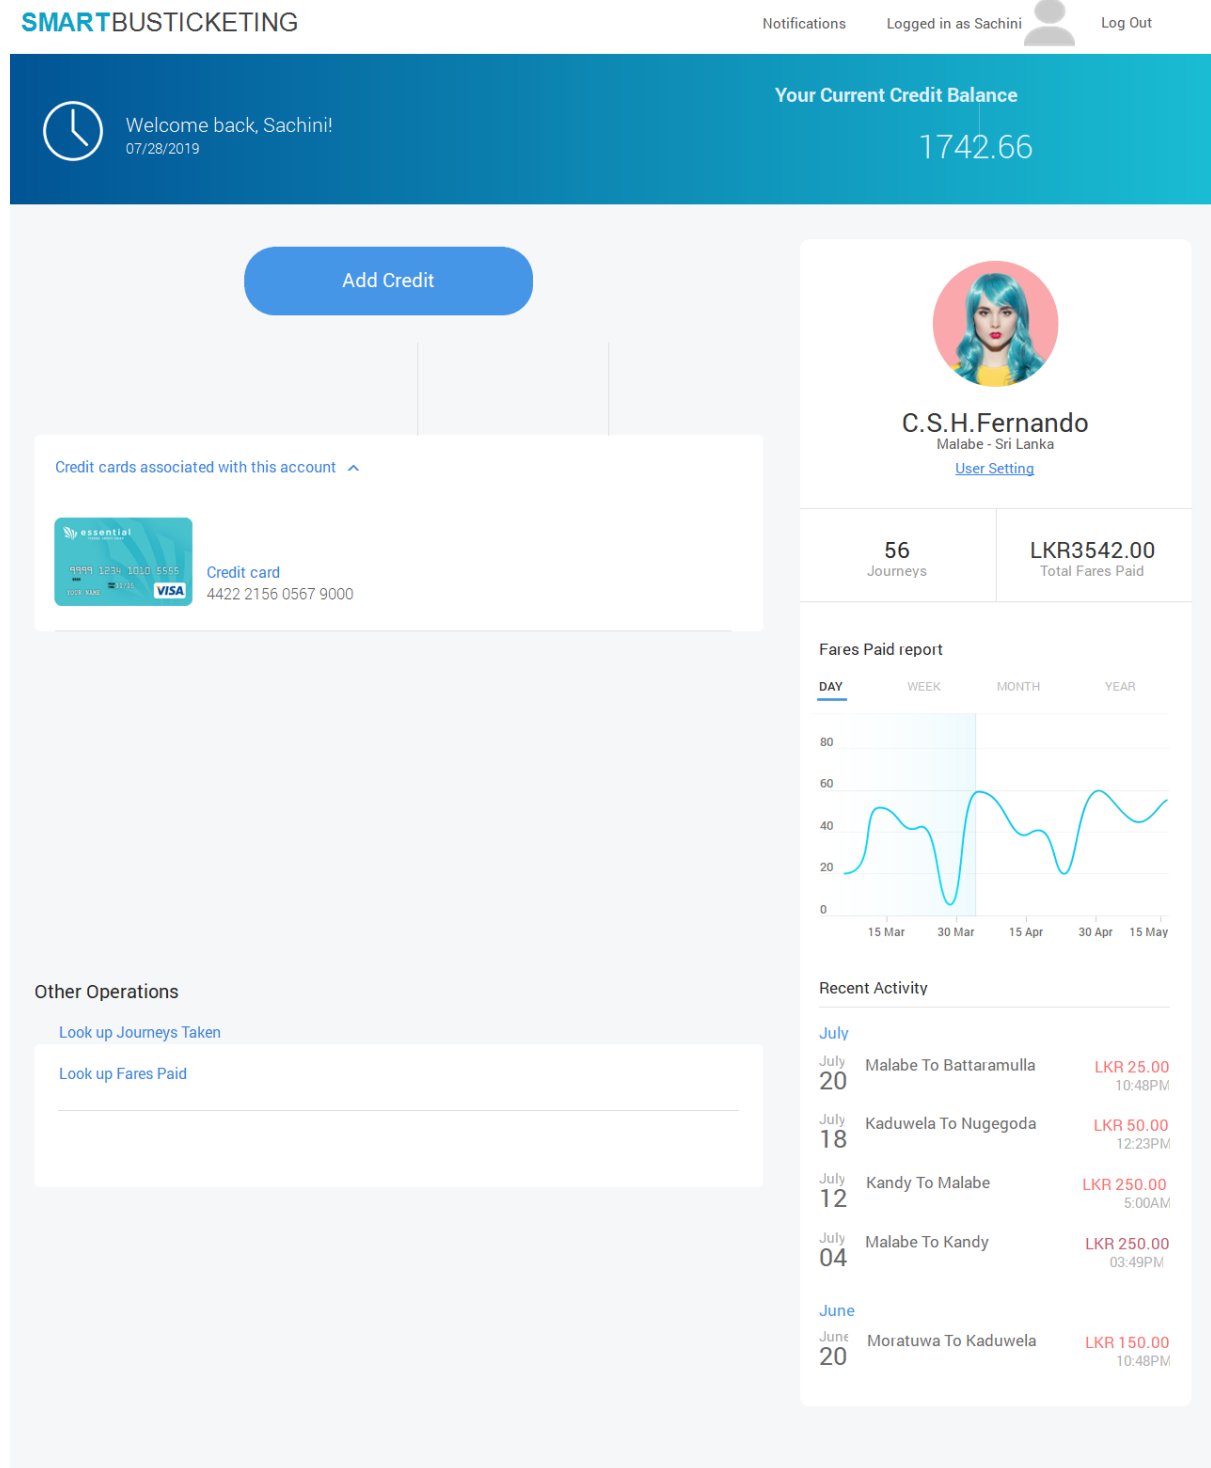 SMARTBUSTICKETING
Notifications
Logged in as Sachini
Log Out
Welcome back, Sachini!
07/28/2019
Your Current Credit Balance
1742.66
Add Credit
Credit cards associated with this account
essential
9999 1234 1010 5555
YOUR NAME
VISA
Credit card
4422 2156 0567 9000
Other Operations
Look up Journeys Taken
Look up Fares Paid
C.S.H.Fernando
Malabe - Sri Lanka
User Setting
56
Journeys
LKR3542.00
Total Fares Paid
Fares Paid report
DAY WEEK MONTH YEAR
80
60
40
20
0
15 Mar 30 Mar 15 Apr 30 Apr 15 May
Recent Activity
July
July
20
Malabe To Battaramulla
LKR 25.00
10:48PM
July
18
Kaduwela To Nugegoda
LKR 50.00
12:23PM
July
12
Kandy To Malabe
LKR 250.00
5:00AM
July
04
Malabe To Kandy
LKR 250.00
03:49PM
June
June
20
Moratuwa To Kaduwela
LKR 150.00
10:48PM